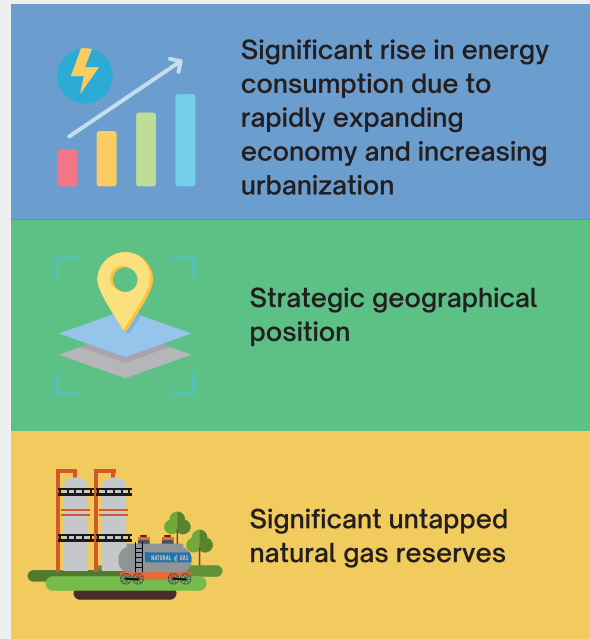 Significant rise in energy
consumption due to
rapidly expanding
economy and increasing
urbanization
Strategic geographical
position
Significant untapped
natural gas reserves
NATURAL GAS